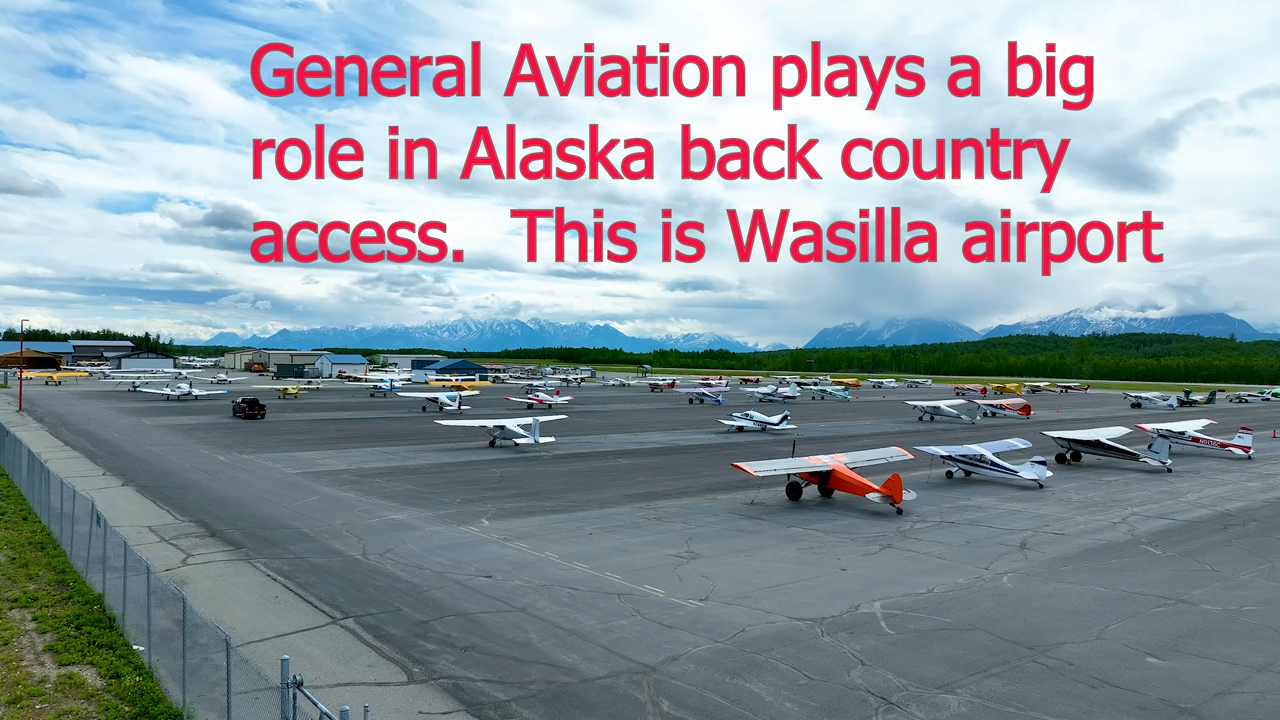 General Aviation plays a big
role in Alaska back country
access.  This is Wasilla airport